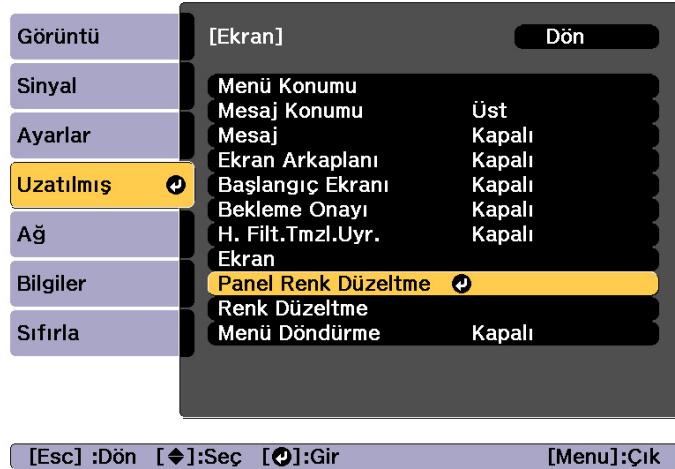 Görüntü
Sinyal
Ayarlar
Uzatılmış
Ağ
Bilgiler
Sıfırla
[Ekran] Dön
Menü Konumu
Mesaj Konumu Üst
Mesaj Kapalı
Ekran Arkaplanı Kapalı
Başlangıç Ekranı Kapalı
Bekleme Onayı Kapalı
H. Filt.Tmzl.Uyr. Kapalı
Ekran
Panel Renk Düzeltme
Renk Düzeltme
Menü Döndürme Kapalı
[Esc] :Dön [◆]:Seç [↵]:Gir [Menu]:Çık